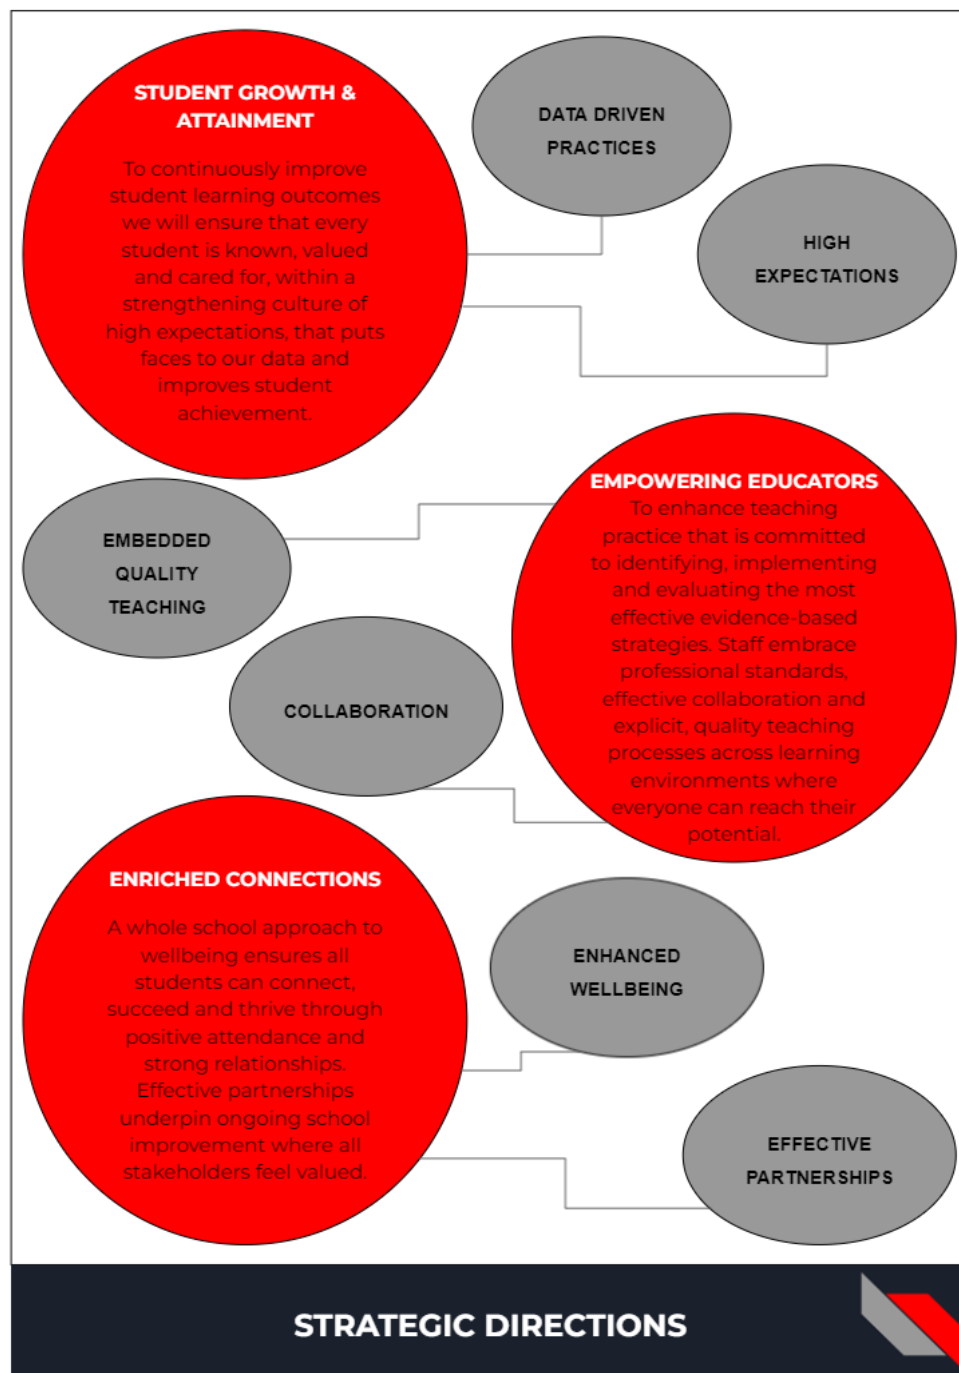 STUDENT GROWTH &
ATTAINMENT
To continuously improve
student learning outcomes
we will ensure that every
student is known, valued
and cared for, within a
strengthening culture of
high expectations, that puts
faces to our data and
improves student
achievement.
DATA DRIVEN
PRACTICES
HIGH
EXPECTATIONS
EMPOWERING EDUCATORS
To enhance teaching
practice that is committed
to identifying, implementing
and evaluating the most
effective evidence-based
strategies. Staff embrace
professional standards,
effective collaboration and
explicit, quality teaching
processes across learning
environments where
everyone can reach their
potential.
EMBEDDED
QUALITY
TEACHING
COLLABORATION
ENRICHED CONNECTIONS
A whole school approach to
wellbeing ensures all
students can connect,
succeed and thrive through
positive attendance and
strong relationships.
Effective partnerships
underpin ongoing school
improvement where all
stakeholders feel valued.
ENHANCED
WELLBEING
EFFECTIVE
PARTNERSHIPS
STRATEGIC DIRECTIONS